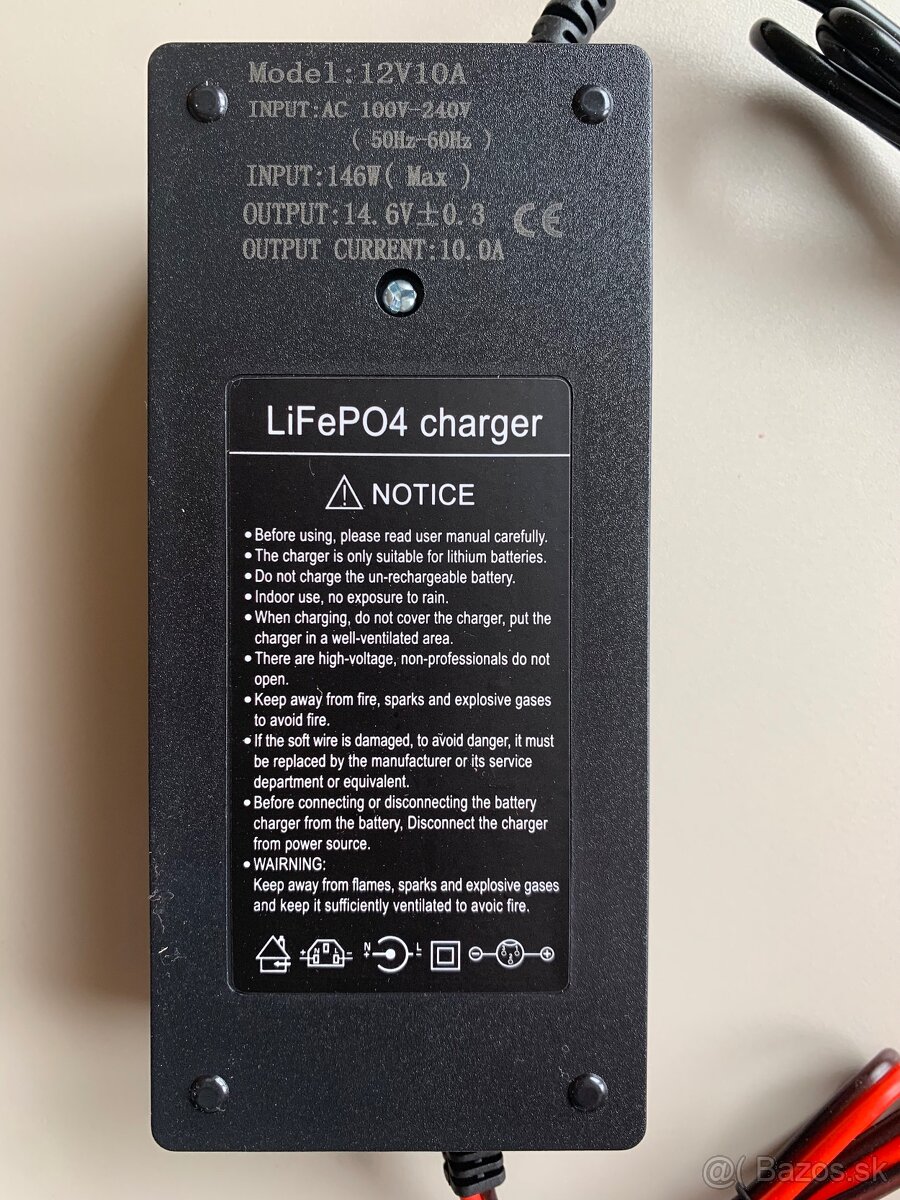 Model:12V10A
INPUT:AC 100V-240V
( 50Hz-60Hz )
INPUT:146W( Max )
OUTPUT:14.6V±0.3 CE
OUTPUT CURRENT:10.0A
LiFePO4 charger
NOTICE
• Before using, please read user manual carefully.
• The charger is only suitable for lithium batteries.
• Do not charge the un-rechargeable battery.
• Indoor use, no exposure to rain.
• When charging, do not cover the charger, put the
charger in a well-ventilated area.
• There are high-voltage, non-professionals do not
open.
• Keep away from fire, sparks and explosive gases
to avoid fire.
• If the soft wire is damaged, to avoid danger, it must
be replaced by the manufacturer or its service
department or equivalent.
• Before connecting or disconnecting the battery
charger from the battery, Disconnect the charger
from power source.
• WAIRNING:
Keep away from flames, sparks and explosive gases
and keep it sufficiently ventilated to avoic fire.
N L N L
@( Bazos.sk